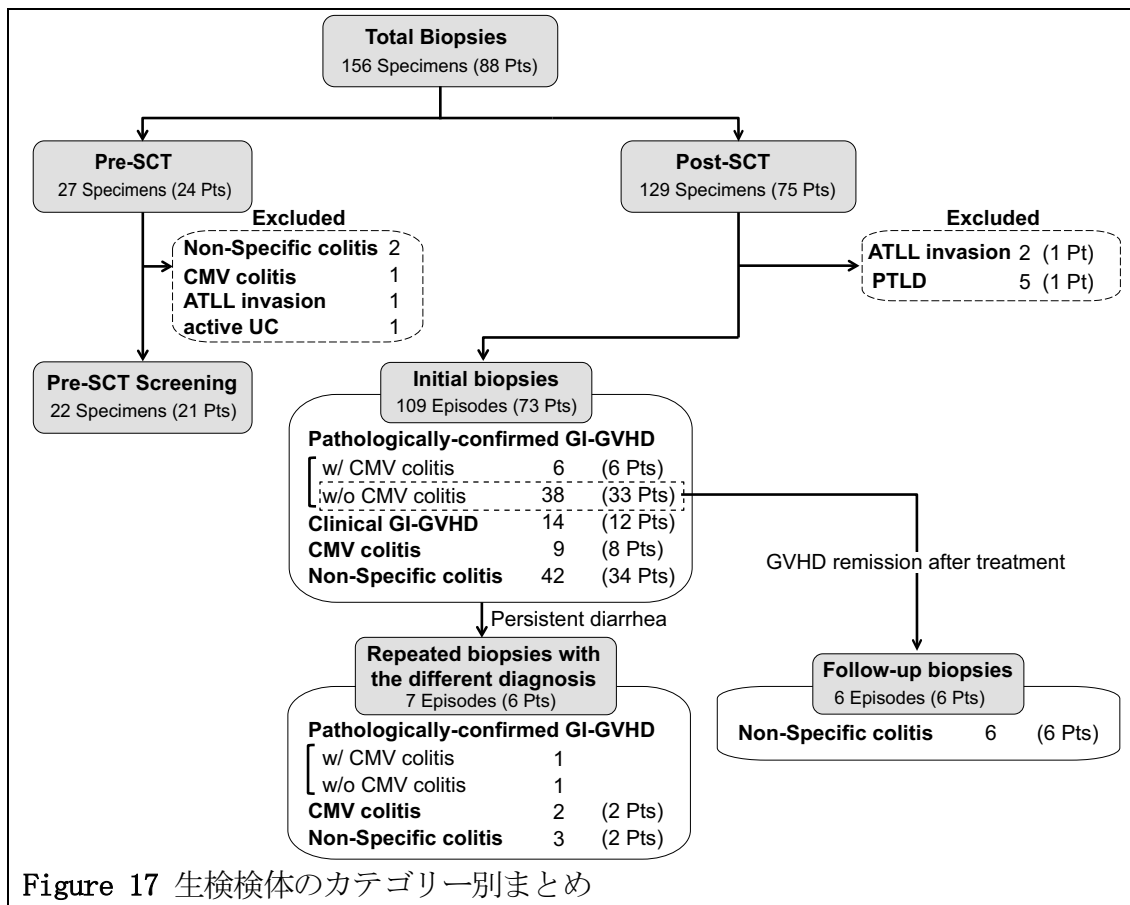 Total Biopsies
156 Specimens (88 Pts)
Pre-SCT
27 Specimens (24 Pts)
Post-SCT
129 Specimens (75 Pts)
Excluded
Non-Specific colitis 2
CMV colitis 1
ATLL invasion 1
active UC 1
Excluded
ATLL invasion 2 (1 Pt)
PTLD 5 (1 Pt)
Pre-SCT Screening
22 Specimens (21 Pts)
Initial biopsies
109 Episodes (73 Pts)
Pathologically-confirmed GI-GVHD
w/ CMV colitis 6 (6 Pts)
w/o CMV colitis 38 (33 Pts)
Clinical GI-GVHD 14 (12 Pts)
CMV colitis 9 (8 Pts)
Non-Specific colitis 42 (34 Pts)
GVHD remission after treatment
Persistent diarrhea
Repeated biopsies with
the different diagnosis
7 Episodes (6 Pts)
Pathologically-confirmed GI-GVHD
w/ CMV colitis 1
w/o CMV colitis 1
CMV colitis 2 (2 Pts)
Non-Specific colitis 3 (2 Pts)
Follow-up biopsies
6 Episodes (6 Pts)
Non-Specific colitis 6 (6 Pts)
Figure 17 生検検体のカテゴリー別まとめ